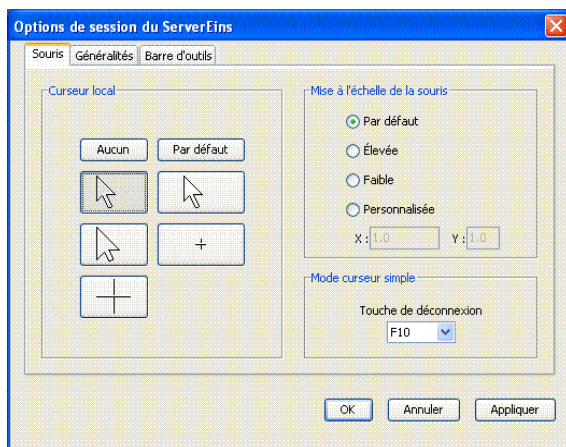 Options de session du ServerEins
Souris Généralités Barre d'outils
Curseur local
Aucun Par défaut
Mise à l'échelle de la souris
Par défaut
Élevée
Faible
Personnalisée
X : 1.0 Y : 1.0
Mode curseur simple
Touche de déconnexion
F10
OK Annuler Appliquer